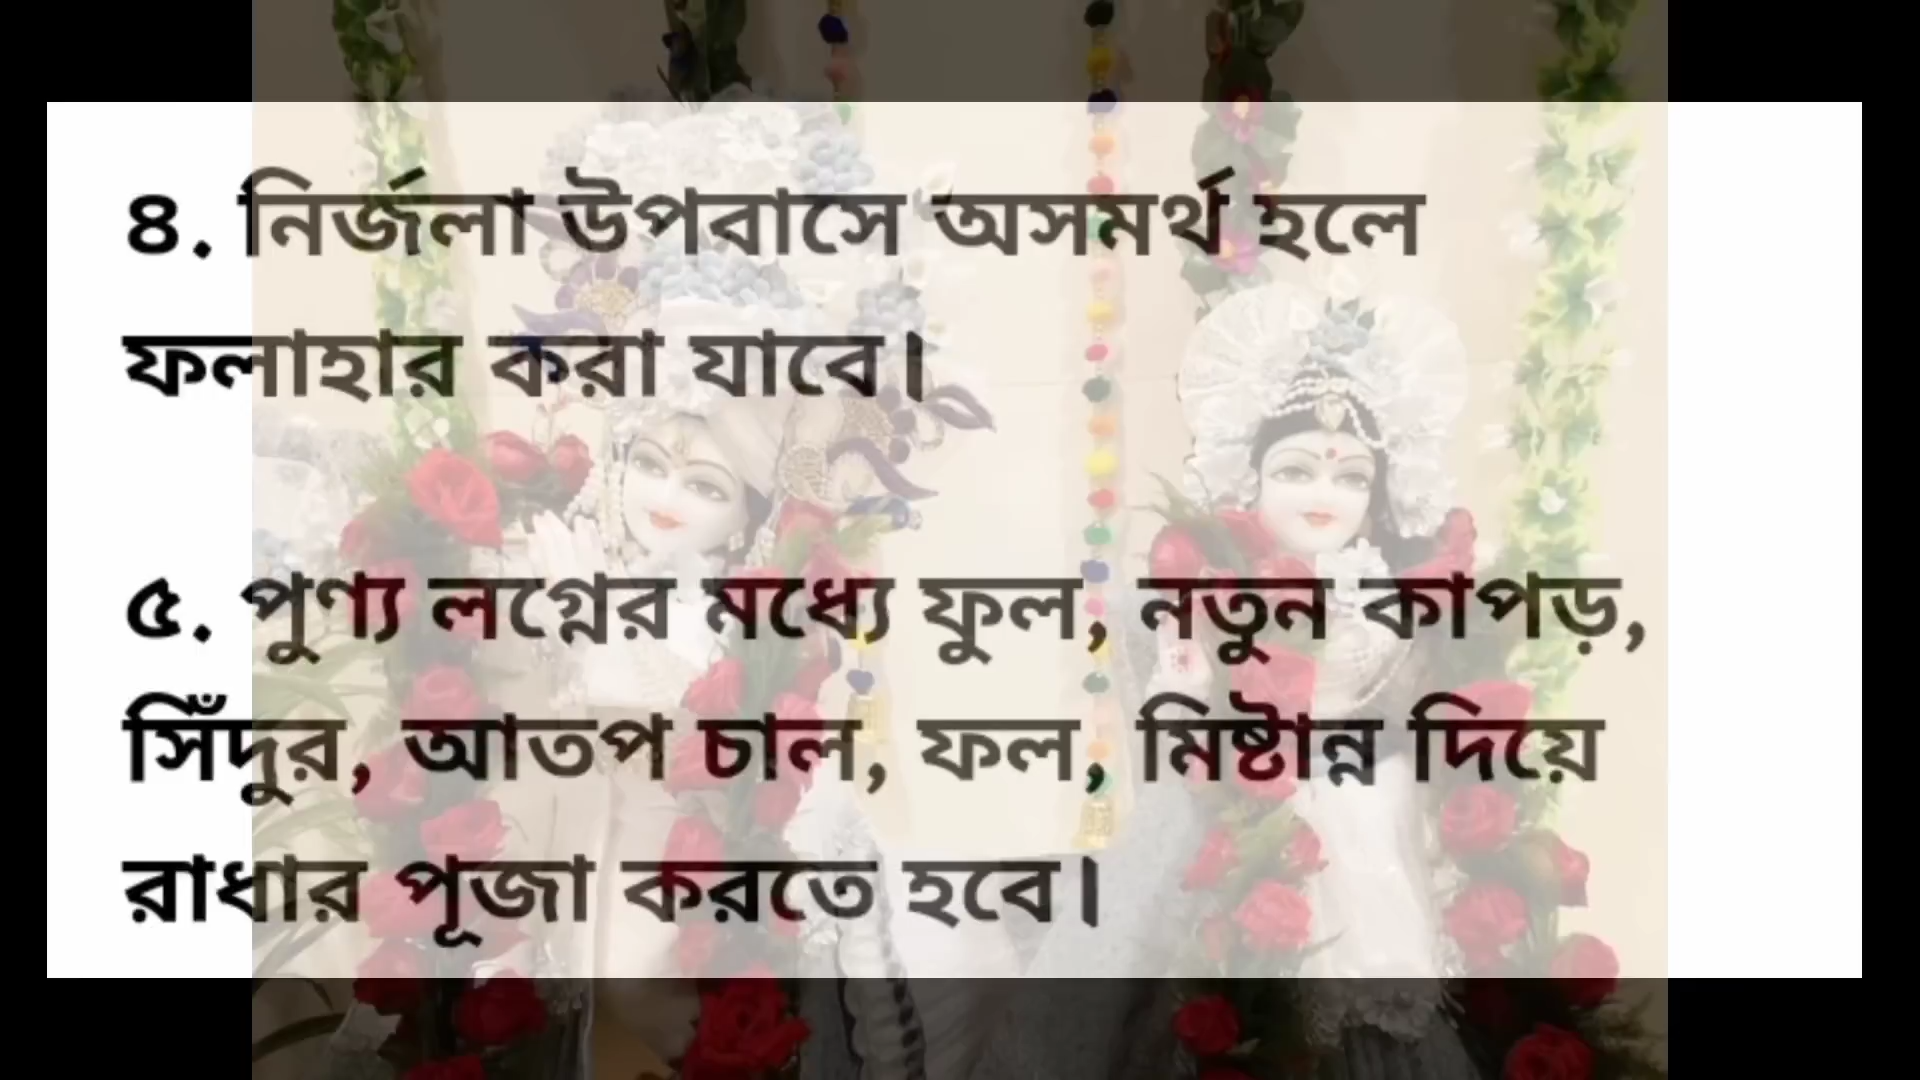 ৪. নির্জলা উপবাসে অসমর্থ হলে
ফলাহার করা যাবে।
৫. পুণ্য লগ্নের মধ্যে ফুল, নতুন কাপড়,
সিঁদুর, আতপ চাল, ফল, মিষ্টান্ন দিয়ে
রাধার পূজা করতে হবে।